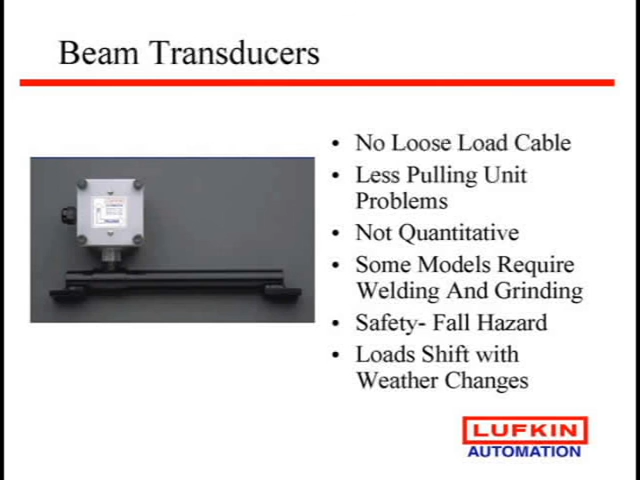 Beam Transducers
• No Loose Load Cable
• Less Pulling Unit
Problems
• Not Quantitative
• Some Models Require
Welding And Grinding
• Safety- Fall Hazard
• Loads Shift with
Weather Changes
LUFKIN
LUFKIN
AUTOMATION